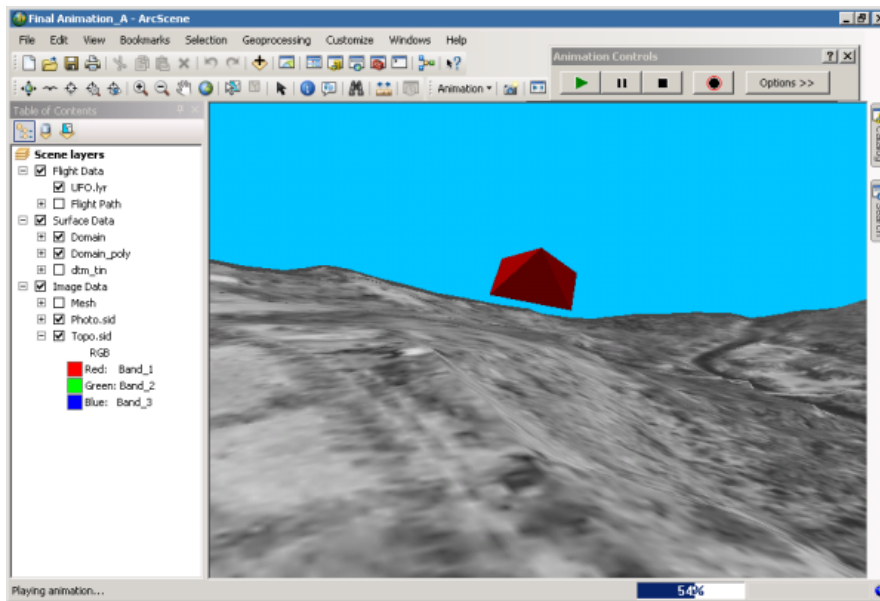 Final Animation_A - ArcScene
File Edit View Bookmarks Selection Geoprocessing Customize Windows Help
Animation Controls
Options >>
Animation
Table of Contents
Scene layers
Flight Data
UFO.lyr
Flight Path
Surface Data
Domain
Domain_poly
dtm_tin
Image Data
Mesh
Photo.sid
Topo.sid
RGB
Red: Band_1
Green: Band_2
Blue: Band_3
Catalog
Search
Playing animation...
54%